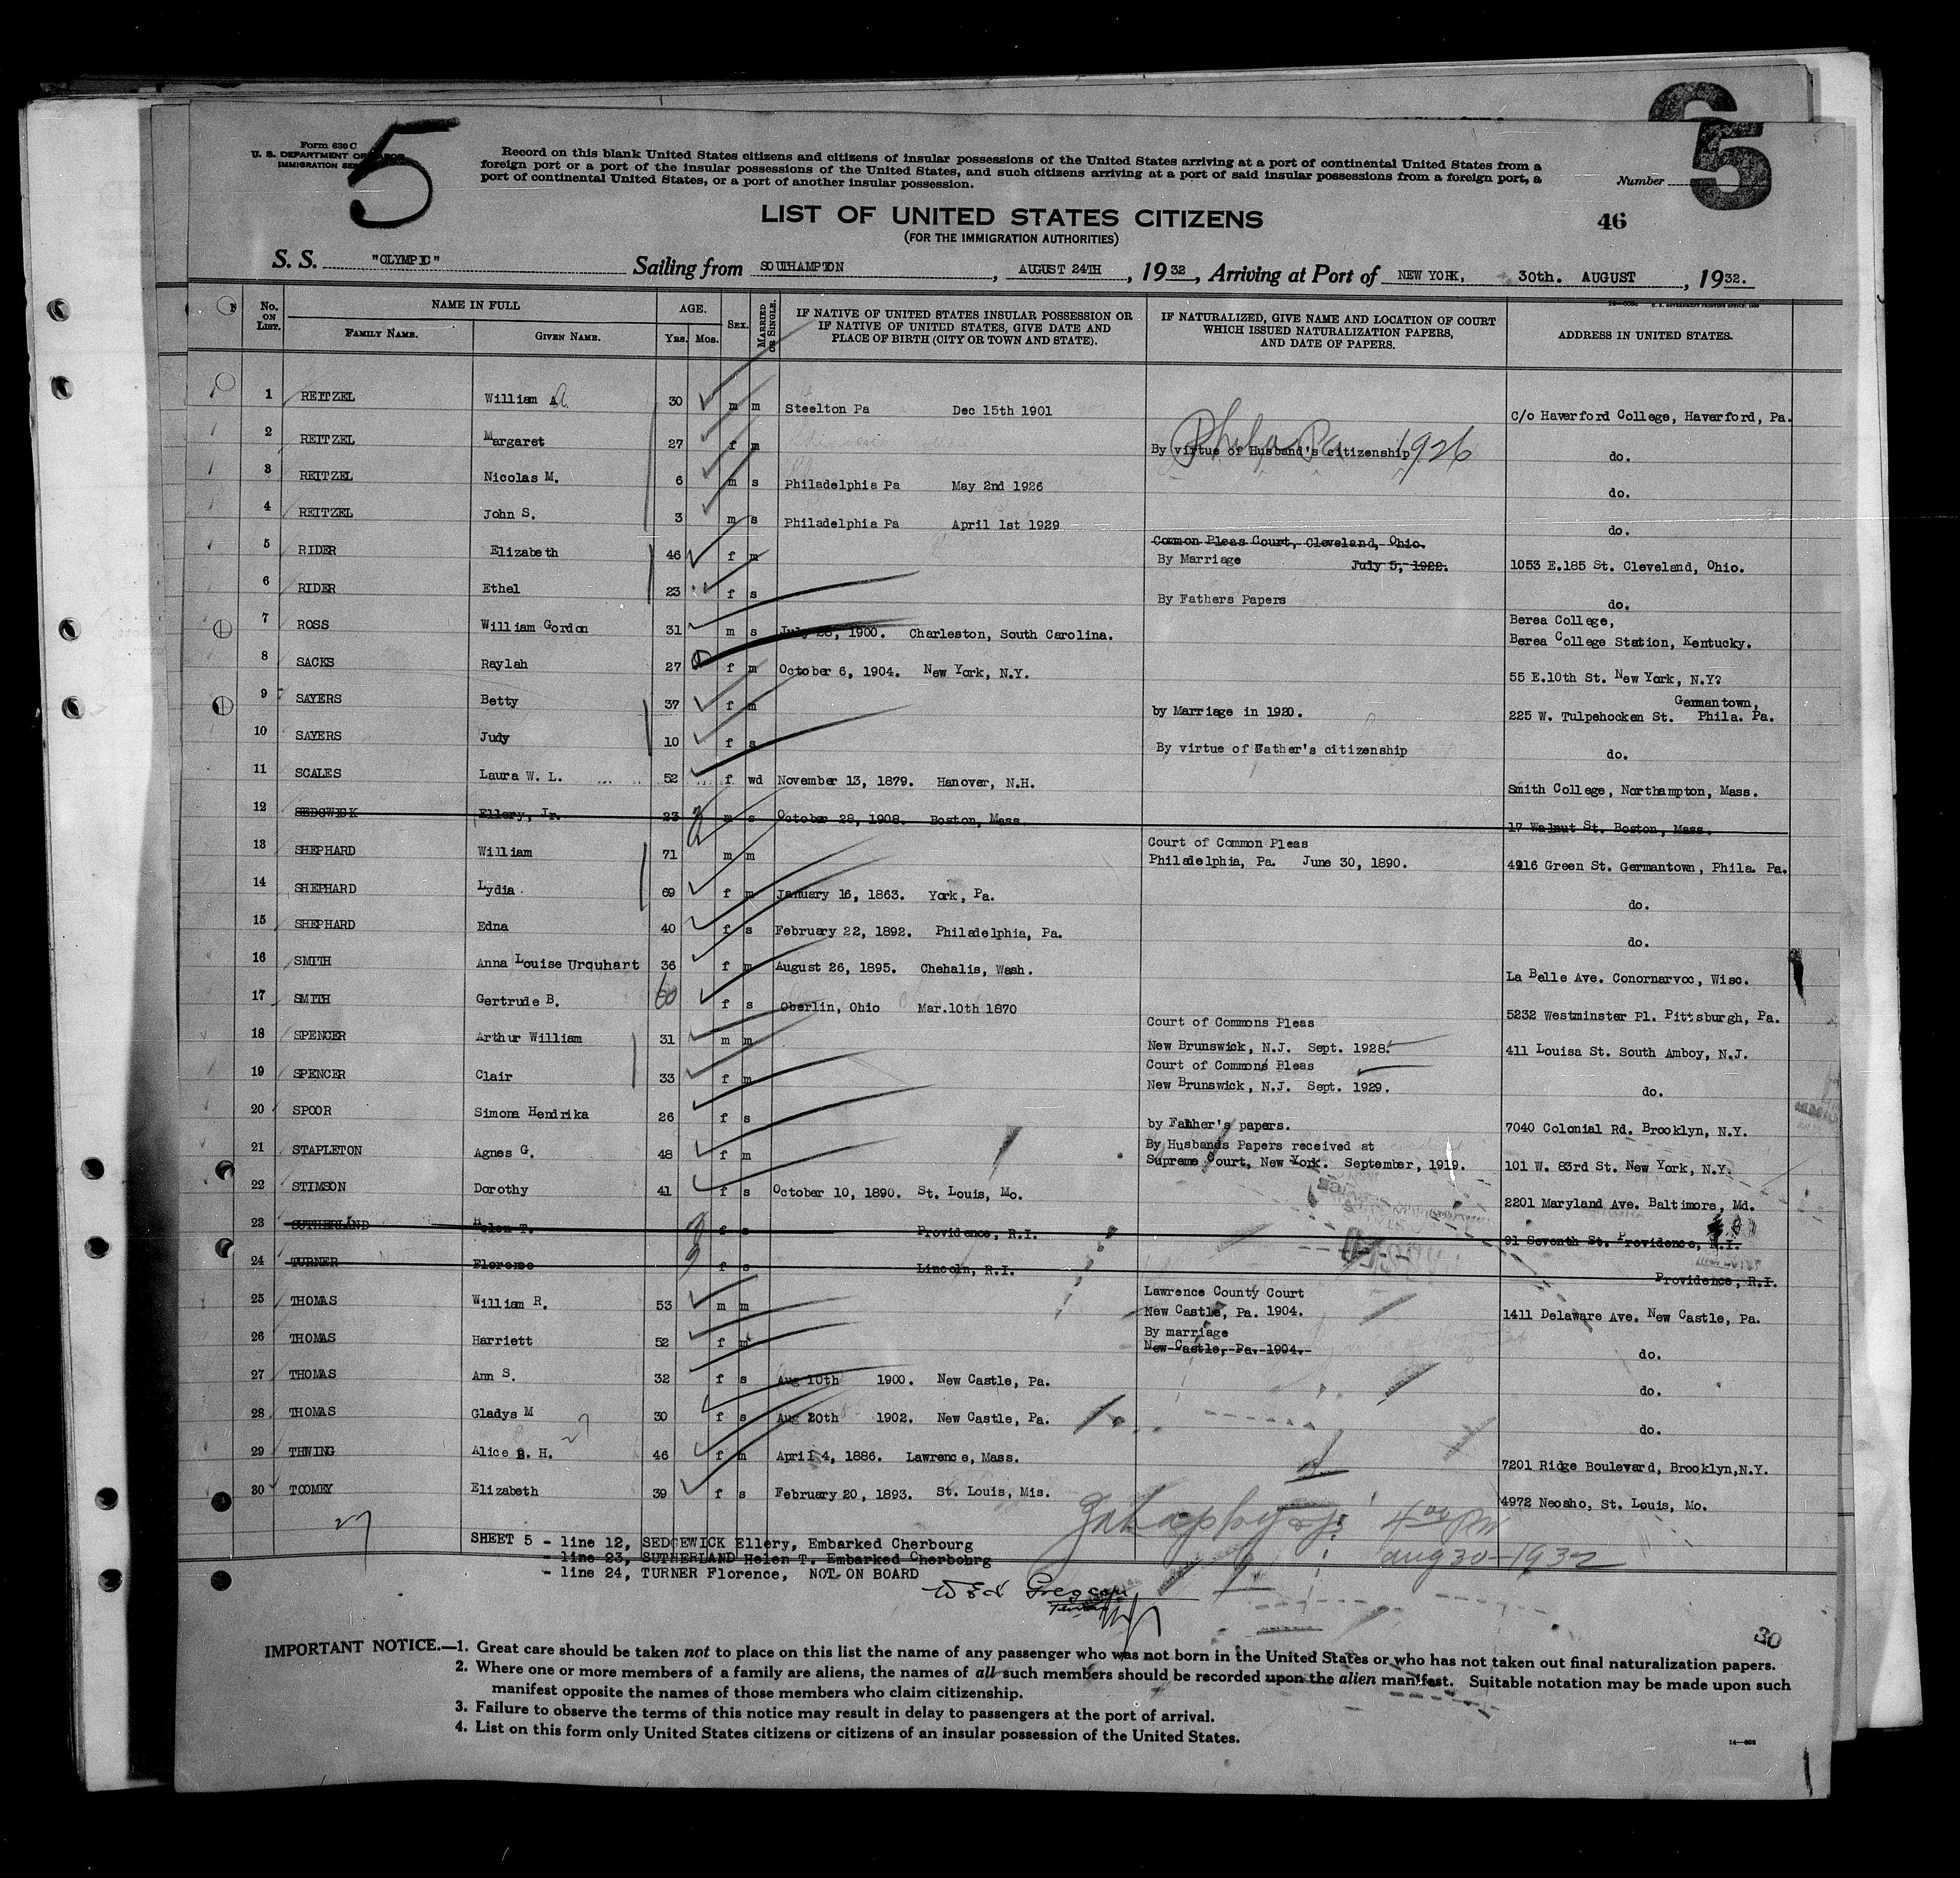 Form 630 C
U. S. DEPARTMENT OF LABOR
IMMIGRATION SERVICE
5
Record on this blank United States citizens and citizens of insular possessions of the United States arriving at a port of continental United States from a
foreign port or a port of the insular possessions of the United States, and such citizens arriving at a port of said insular possessions from a foreign port, a
port of continental United States, or a port of another insular possession.
Number
5
46
LIST OF UNITED STATES CITIZENS
(FOR THE IMMIGRATION AUTHORITIES)
S. S. "OLYMPIC" Sailing from SOUTHAMPTON, AUGUST 24TH, 1932, Arriving at Port of NEW YORK, 30th. AUGUST, 1932.
No. ON LIST. NAME IN FULL FAMILY NAME. GIVEN NAME. AGE. Yrs. Mos. SEX. MARRIED OR SINGLE. IF NATIVE OF UNITED STATES INSULAR POSSESSION OR IF NATIVE OF UNITED STATES, GIVE DATE AND PLACE OF BIRTH (CITY OR TOWN AND STATE). IF NATURALIZED, GIVE NAME AND LOCATION OF COURT WHICH ISSUED NATURALIZATION PAPERS, AND DATE OF PAPERS. ADDRESS IN UNITED STATES.
1 REITZEL William A. 30 m m Steelton Pa Dec 15th 1901 C/o Haverford College, Haverford, Pa.
2 REITZEL Margaret 27 f m By virtue of Husband's citizenship Phila Pa 1926 do.
3 REITZEL Nicolas M. 6 m s Philadelphia Pa May 2nd 1926 do.
4 REITZEL John S. 3 m s Philadelphia Pa April 1st 1929 do.
5 RIDER Elizabeth 46 f m Common Pleas Court, Cleveland, Ohio. By Marriage July 5, 1922. 1053 E.185 St. Cleveland, Ohio.
6 RIDER Ethel 23 f s By Fathers Papers do.
7 ROSS William Gordon 31 m s July 28, 1900. Charleston, South Carolina. Berea College, Berea College Station, Kentucky.
8 SACKS Raylah 27 f m October 6, 1904. New York, N.Y. 55 E.10th St. New York, N.Y?
9 SAYERS Betty 37 f m by Marriage in 1920. 225 W. Tulpehocken St. Germantown, Phila. Pa.
10 SAYERS Judy 10 f s By virtue of Father's citizenship do.
11 SCALES Laura W. L. 52 f wd November 13, 1879. Hanover, N.H. Smith College, Northampton, Mass.
12 SEDGWICK Ellery, Jr. 23 m s October 28, 1908. Boston, Mass. 17 Walnut St. Boston, Mass.
13 SHEPHARD William 71 m m Court of Common Pleas Philadelphia, Pa. June 30, 1890. 4916 Green St. Germantown, Phila. Pa.
14 SHEPHARD Lydia. 69 f m January 16, 1863. York, Pa. do.
15 SHEPHARD Edna 40 f s February 22, 1892. Philadelphia, Pa. do.
16 SMITH Anna Louise Urquhart 36 f m August 26, 1895. Chehalis, Wash. La Belle Ave. Conornarvoc, Wisc.
17 SMITH Gertrude B. 60 f s Oberlin, Ohio Mar.10th 1870 5232 Westminster Pl. Pittsburgh, Pa.
18 SPENCER Arthur William 31 m m Court of Commons Pleas New Brunswick, N.J. Sept. 1928. 411 Louisa St. South Amboy, N.J.
19 SPENCER Clair 33 f m Court of Commons Pleas New Brunswick, N.J. Sept. 1929. do.
20 SPOOR Simona Hendrika 26 f s by Father's papers. 7040 Colonial Rd. Brooklyn, N.Y.
21 STAPLETON Agnes G. 48 f m By Husbands Papers received at Supreme Court, New York. September, 1919. 101 W. 83rd St. New York, N.Y.
22 STIMSON Dorothy 41 f s October 10, 1890. St. Louis, Mo. 2201 Maryland Ave. Baltimore, Md.
23 SUTHERLAND Helen T. f s Providence, R.I. 91 Seventh St. Providence, R.I.
24 TURNER Florence f s Lincoln, R.I. Providence, R.I.
25 THOMAS William R. 53 m m Lawrence County Court New Castle, Pa. 1904. 1411 Delaware Ave. New Castle, Pa.
26 THOMAS Harriett 52 f m By marriage New Castle, Pa. 1904. do.
27 THOMAS Ann S. 32 f s Aug 10th 1900. New Castle, Pa. do.
28 THOMAS Gladys M 30 f s Aug 20th 1902. New Castle, Pa. do.
29 THWING Alice B. H. 46 f m April 4, 1886. Lawrence, Mass. 7201 Ridge Boulevard, Brooklyn,N.Y.
30 TOOMEY Elizabeth 39 f s February 20, 1893. St. Louis, Mis. 4972 Neosho, St. Louis, Mo.
27
4 00 PM
Aug 30-1932
SHEET 5 - line 12, SEDGEWICK Ellery, Embarked Cherbourg
- line 23, SUTHERLAND Helen T. Embarked Cherbohrg
- line 24, TURNER Florence, NOT ON BOARD
30
IMPORTANT NOTICE.—1. Great care should be taken not to place on this list the name of any passenger who was not born in the United States or who has not taken out final naturalization papers.
2. Where one or more members of a family are aliens, the names of all such members should be recorded upon the alien manifest. Suitable notation may be made upon such
manifest opposite the names of those members who claim citizenship.
3. Failure to observe the terms of this notice may result in delay to passengers at the port of arrival.
4. List on this form only United States citizens or citizens of an insular possession of the United States.